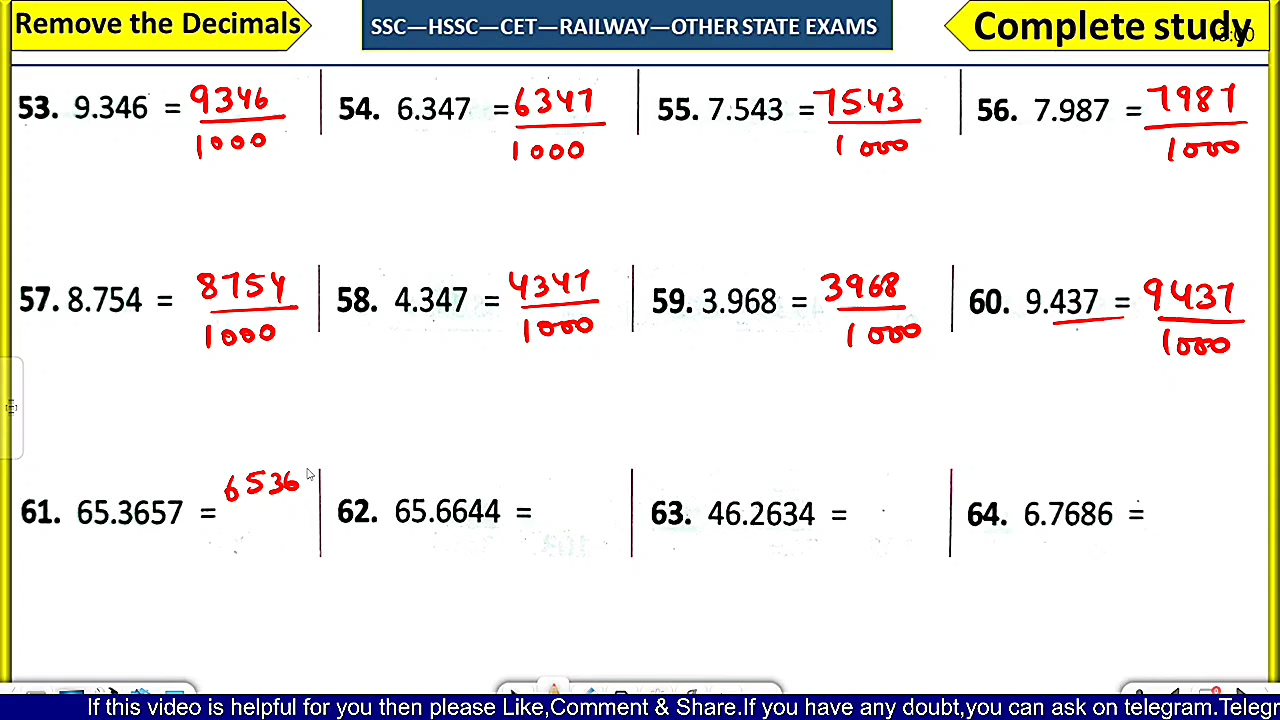 Remove the Decimals
SSC—HSSC—CET—RAILWAY—OTHER STATE EXAMS
Complete study
53. 9.346 = 9346
1000
54. 6.347 = 6347
1000
55. 7.543 = 7543
1000
56. 7.987 = 7987
1000
57. 8.754 = 8754
1000
58. 4.347 = 4347
1000
59. 3.968 = 3968
1000
60. 9.437 = 9437
1000
61. 65.3657 = 6536
62. 65.6644 =
63. 46.2634 =
64. 6.7686 =
If this video is helpful for you then please Like,Comment & Share.If you have any doubt,you can ask on telegram.Telegr